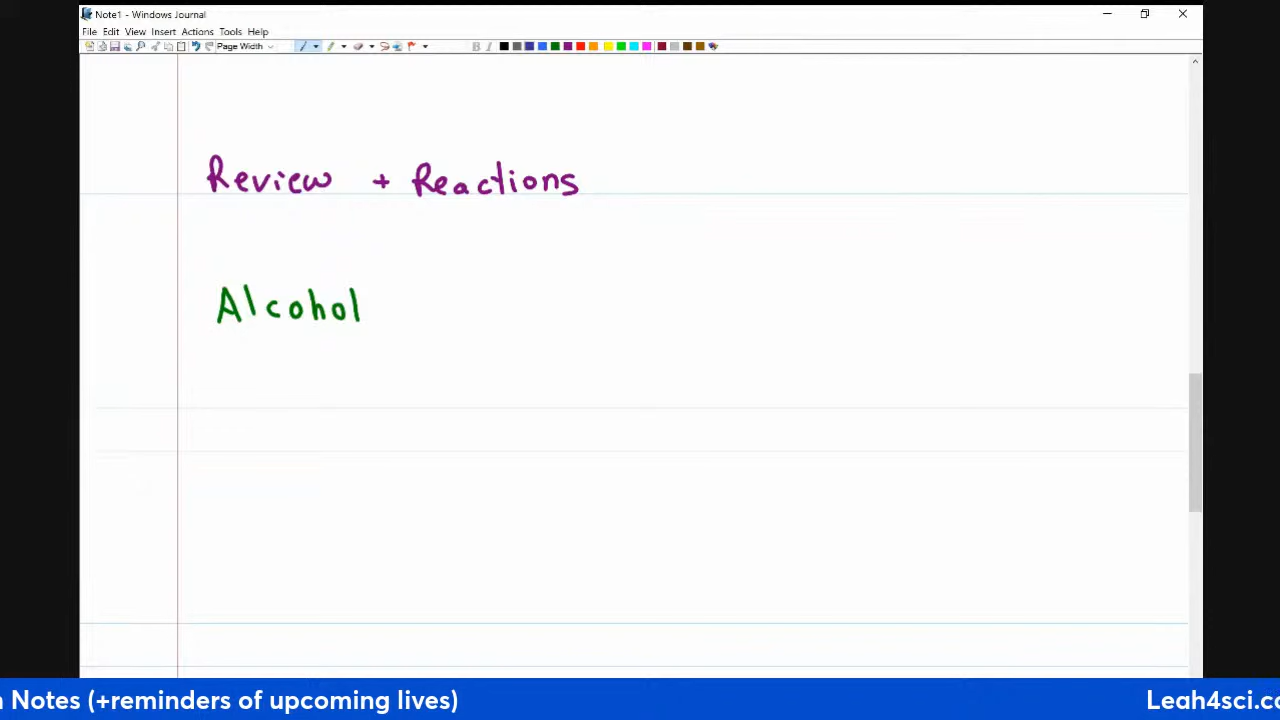 Note1 - Windows Journal
File Edit View Insert Actions Tools Help
Page Width
B I
Review + Reactions
Alcohol
Notes (+reminders of upcoming lives)
Leah4sci.co